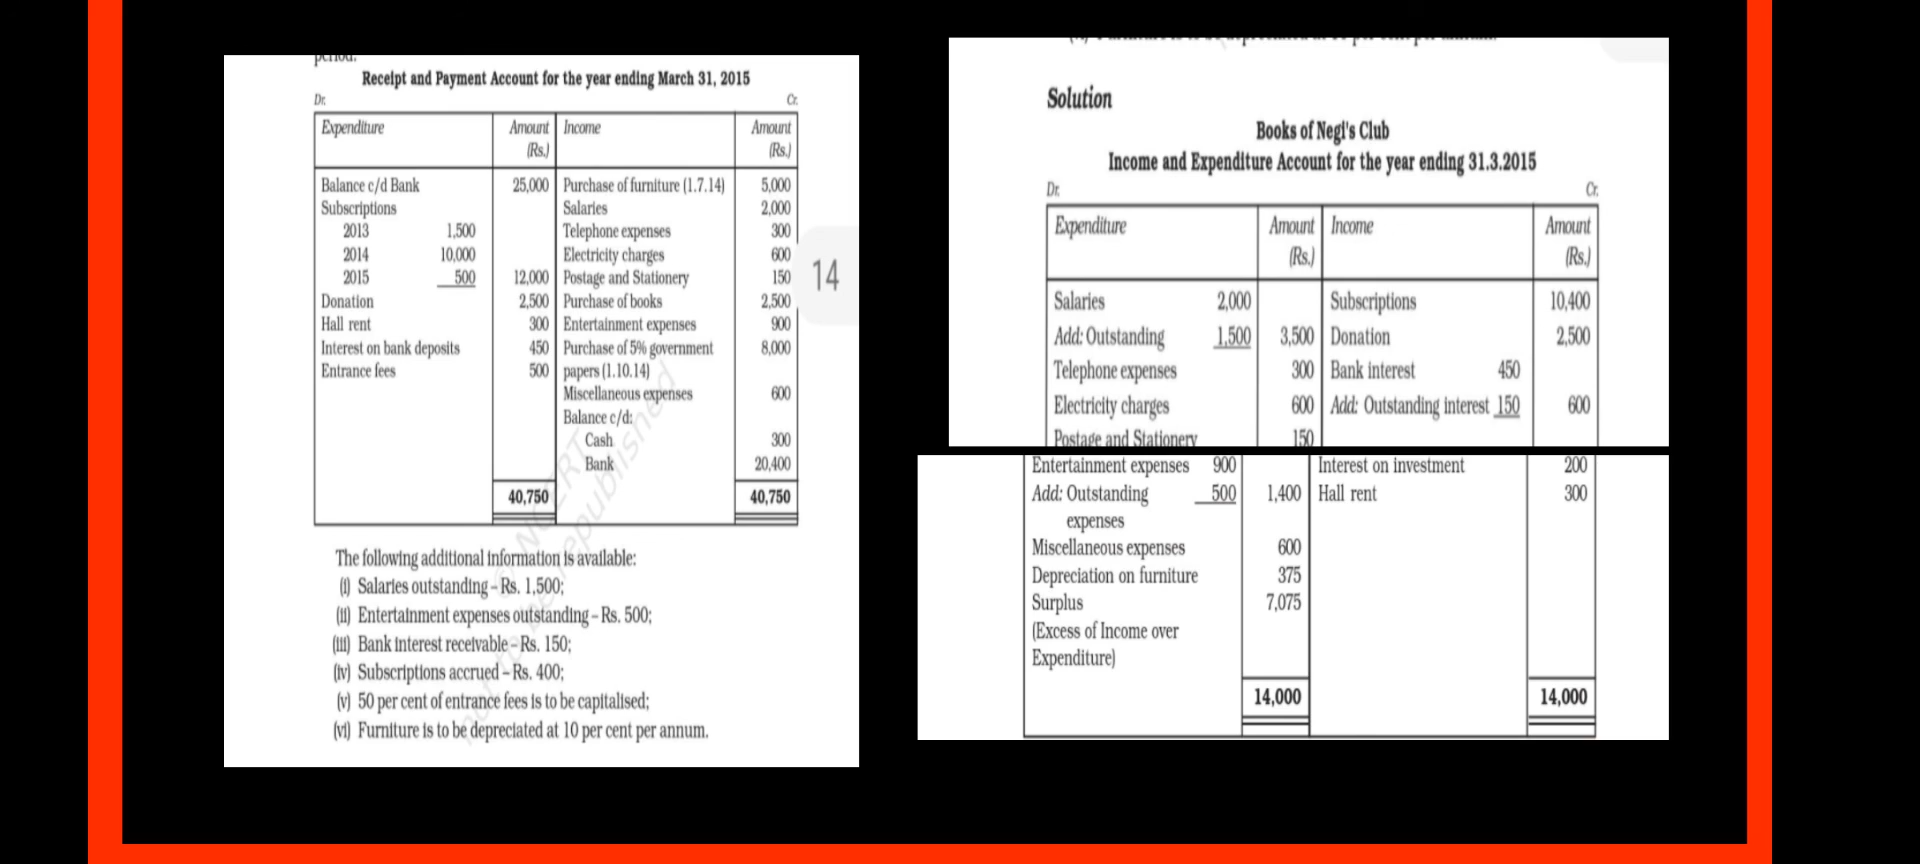 period.
Receipt and Payment Account for the year ending March 31, 2015
Dr. Cr.
Expenditure Amount Income Amount
(Rs.) (Rs.)
Balance c/d Bank 25,000 Purchase of furniture (1.7.14) 5,000
Subscriptions Salaries 2,000
2013 1,500 Telephone expenses 300
2014 10,000 Electricity charges 600
2015 500 12,000 Postage and Stationery 150
Donation 2,500 Purchase of books 2,500
Hall rent 300 Entertainment expenses 900
Interest on bank deposits 450 Purchase of 5% government 8,000
Entrance fees 500 papers (1.10.14)
Miscellaneous expenses 600
Balance c/d:
Cash 300
Bank 20,400
40,750 40,750
The following additional information is available:
(i) Salaries outstanding – Rs. 1,500;
(ii) Entertainment expenses outstanding – Rs. 500;
(iii) Bank interest receivable – Rs. 150;
(iv) Subscriptions accrued – Rs. 400;
(v) 50 per cent of entrance fees is to be capitalised;
(vi) Furniture is to be depreciated at 10 per cent per annum.
© NCERT
not to be republished
14
Solution
Books of Negi's Club
Income and Expenditure Account for the year ending 31.3.2015
Dr. Cr.
Expenditure Amount Income Amount
(Rs.) (Rs.)
Salaries 2,000 Subscriptions 10,400
Add: Outstanding 1,500 3,500 Donation 2,500
Telephone expenses 300 Bank interest 450
Electricity charges 600 Add: Outstanding interest 150 600
Postage and Stationery 150
Entertainment expenses 900 Interest on investment 200
Add: Outstanding 500 1,400 Hall rent 300
expenses
Miscellaneous expenses 600
Depreciation on furniture 375
Surplus 7,075
(Excess of Income over
Expenditure)
14,000 14,000